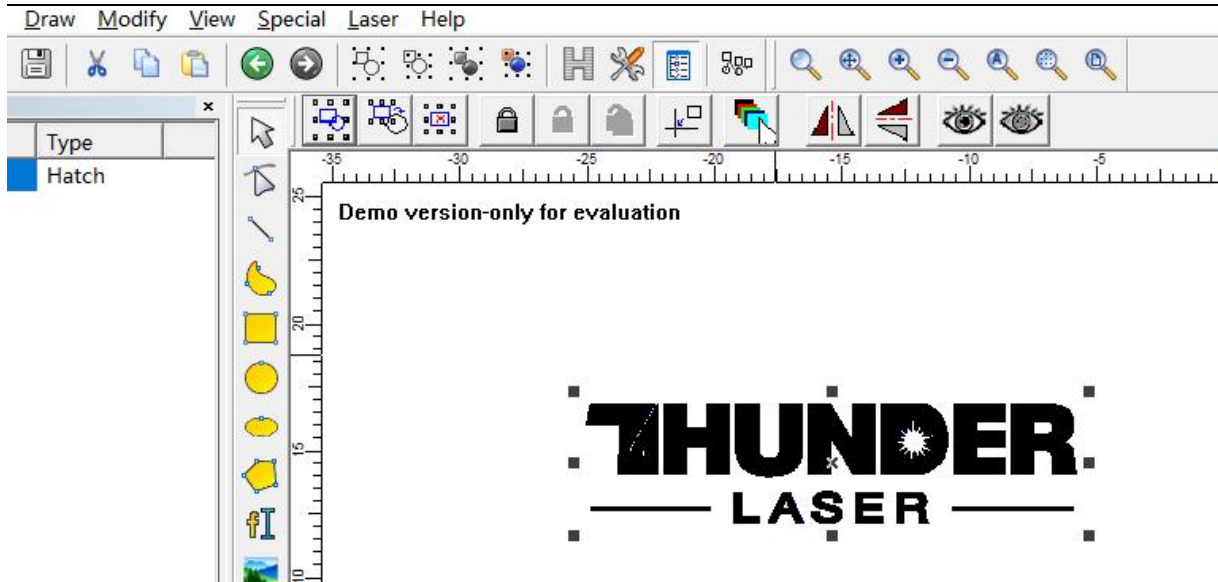 Draw Modify View Special Laser Help
Type
Hatch
-35 -30 -25 -20 -15 -10 -5
25
Demo version-only for evaluation
20
15
THUNDER
LASER
10